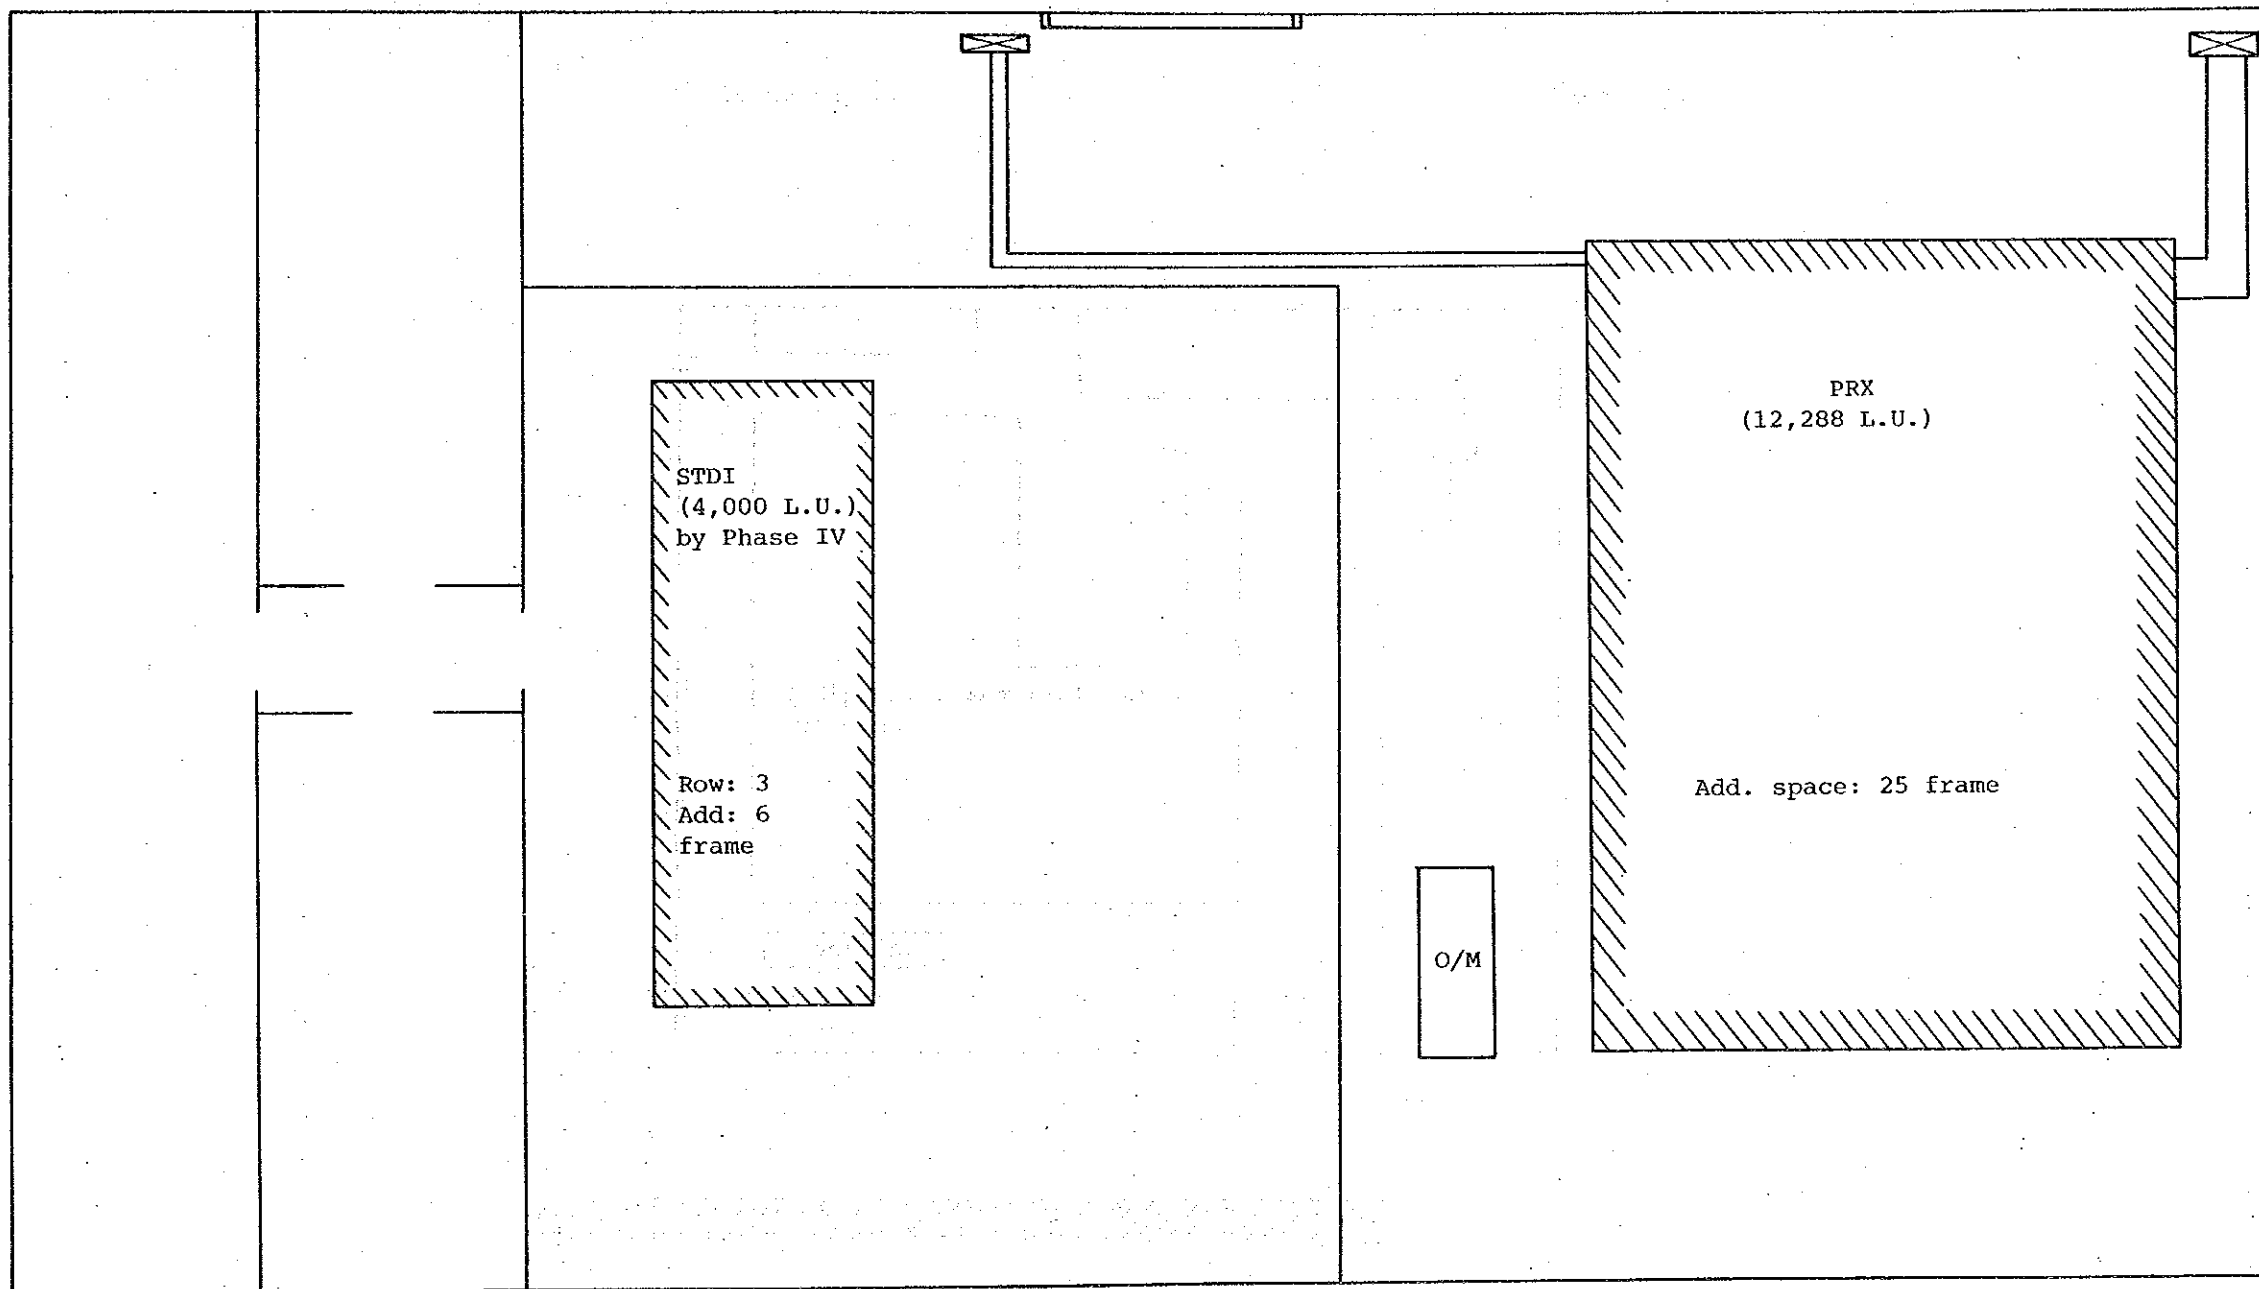 STDI
(4,000 L.U.)
by Phase IV
Row: 3
Add: 6
frame
O/M
PRX
(12,288 L.U.)
Add. space: 25 frame